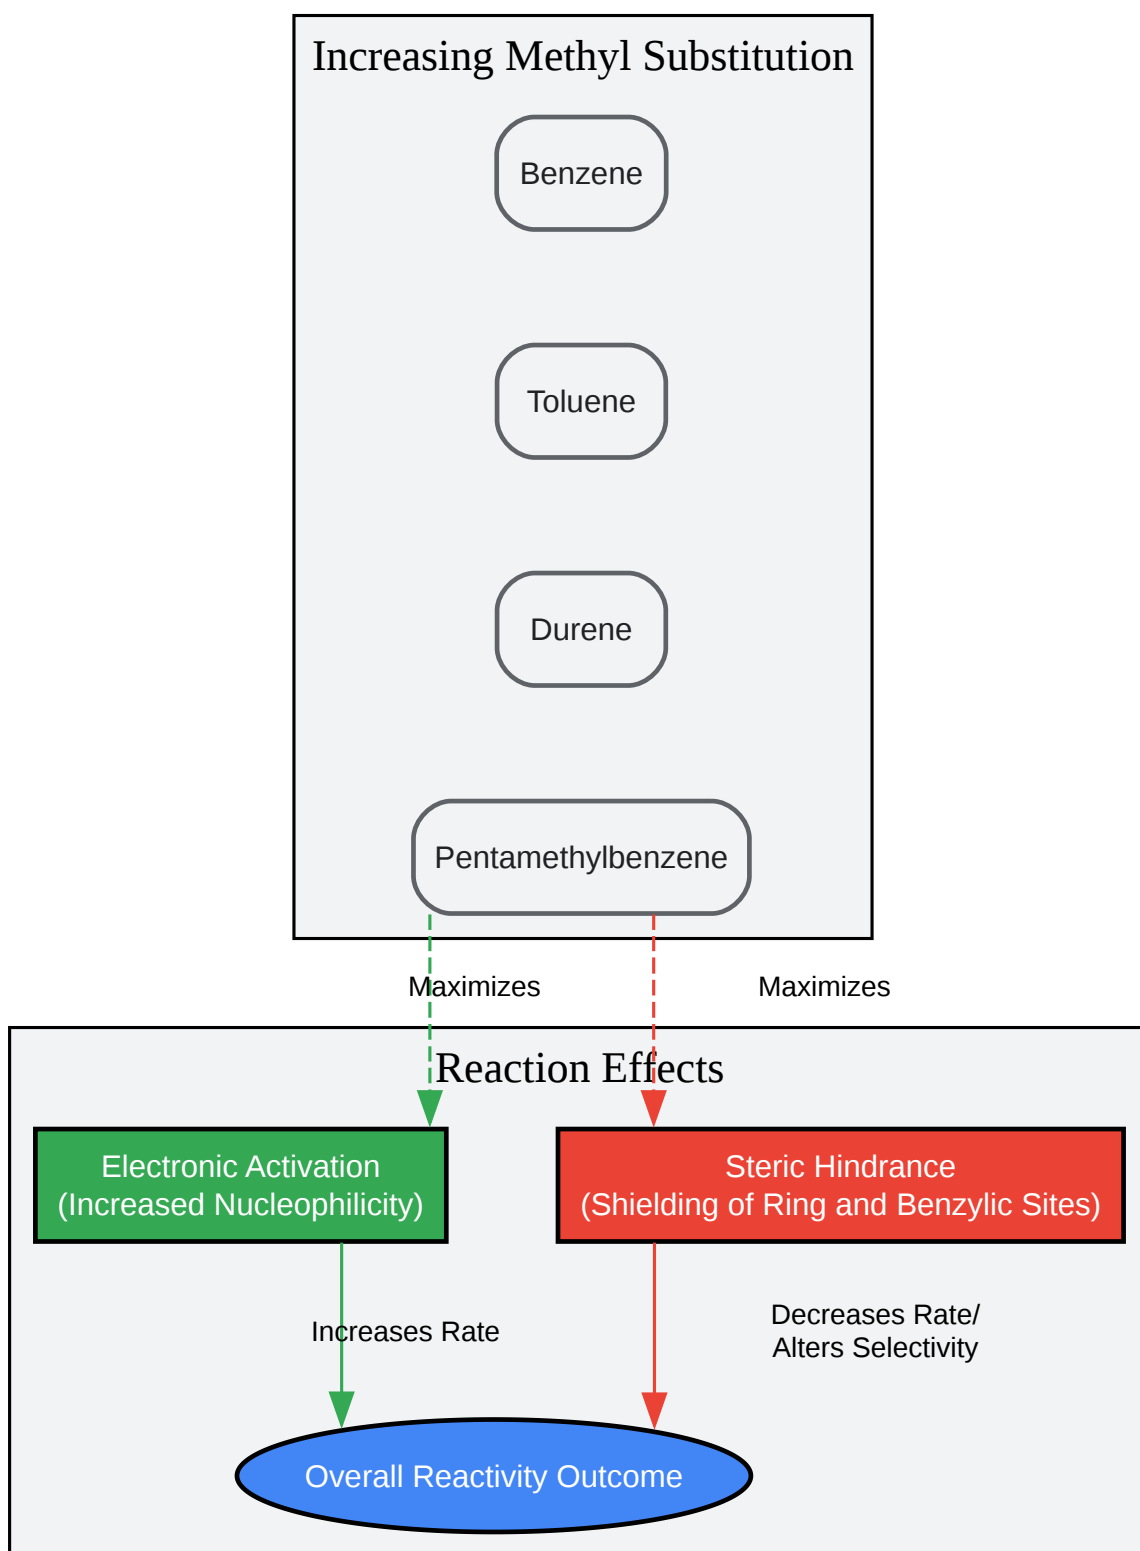 Increasing Methyl Substitution
Benzene
Toluene
Durene
Pentamethylbenzene
Maximizes
Maximizes
Reaction Effects
Electronic Activation
(Increased Nucleophilicity)
Steric Hindrance
(Shielding of Ring and Benzylic Sites)
Increases Rate
Decreases Rate/
Alters Selectivity
Overall Reactivity Outcome